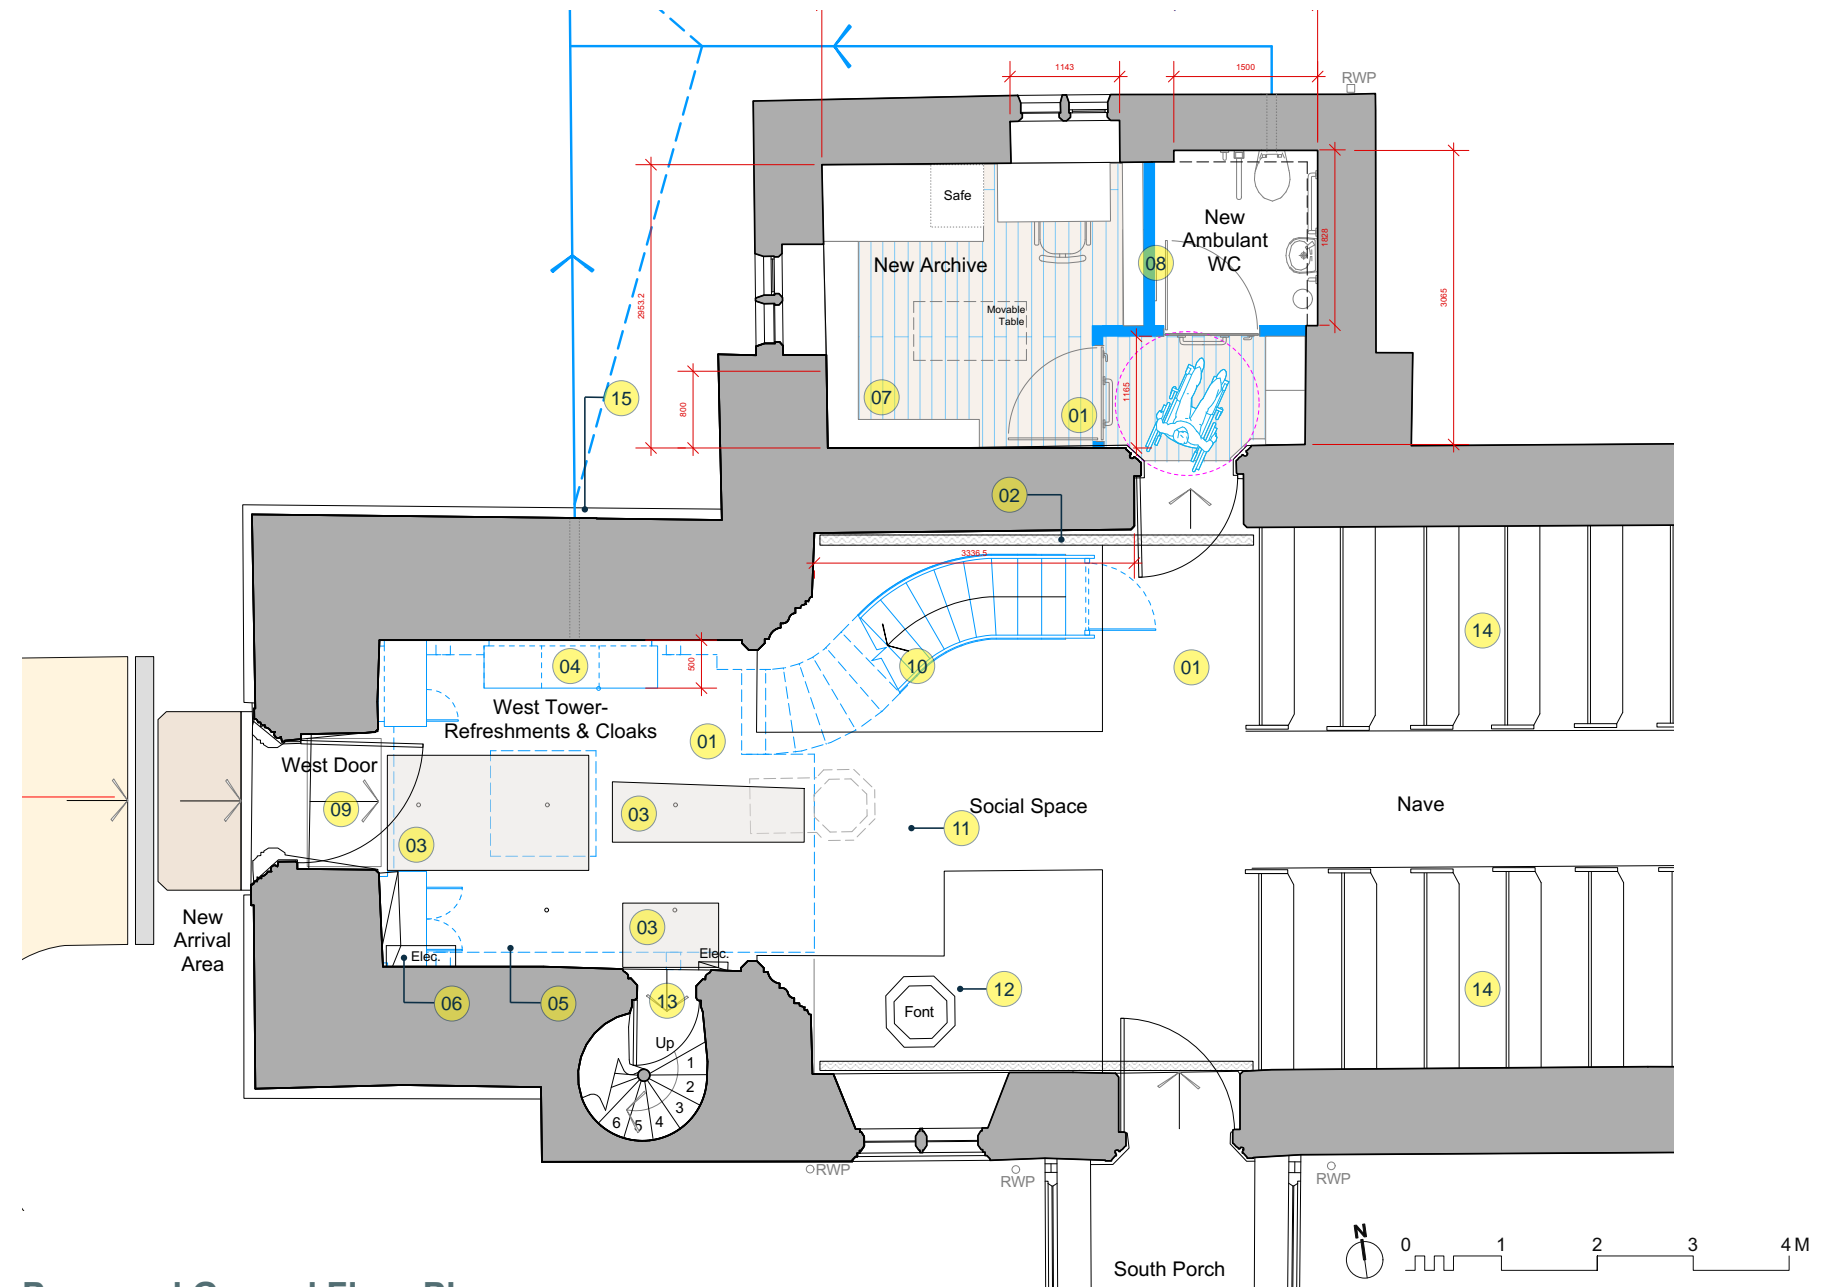 1143
1500
RWP
Safe
New
Ambulant
WC
1828
08
New Archive
2953.2
3065
Movable
Table
15
07
800
01
1165
02
3336.5
14
04
500
10
01
West Tower-
Refreshments & Cloaks
01
West Door
09
03
03
Social Space
Nave
11
New
Arrival
Area
03
Elec.
Elec.
06
05
13
12
14
Font
Up
1
2
3
4
5
6
RWP
RWP
RWP
N
0
1
2
3
4 M
South Porch